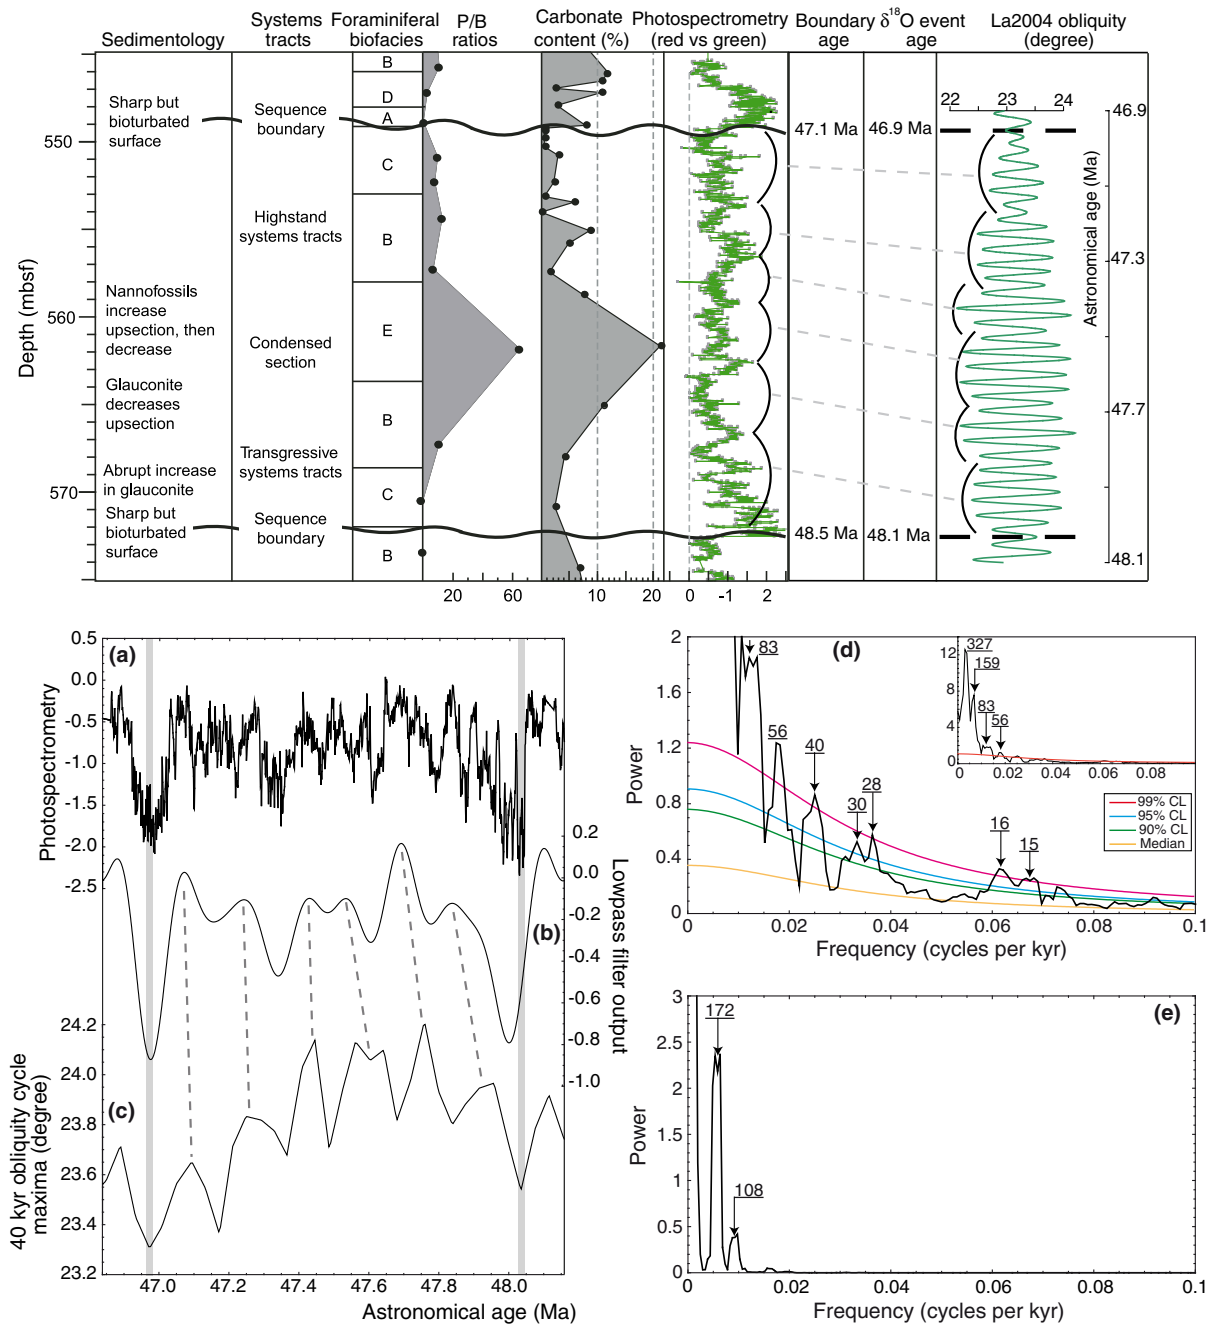 Sedimentology
Systems
tracts
Foraminiferal
biofacies
P/B
ratios
Carbonate
content (%)
Photospectrometry
(red vs green)
Boundary
age
δ18O event
age
La2004 obliquity
(degree)
Depth (mbsf)
550
560
570
Sharp but
bioturbated
surface
Nannofossils
increase
upsection, then
decrease
Glauconite
decreases
upsection
Abrupt increase
in glauconite
Sharp but
bioturbated
surface
Sequence
boundary
Highstand
systems tracts
Condensed
section
Transgressive
systems tracts
Sequence
boundary
B
D
A
C
B
E
B
C
B
20
60
10
20
0
-1
2
47.1 Ma
46.9 Ma
48.5 Ma
48.1 Ma
22
23
24
46.9
47.3
47.7
48.1
Astronomical age (Ma)
(a)
Photospectrometry
0.5
0.0
-0.5
-1.0
-1.5
-2.0
-2.5
(b)
Lowpass filter output
0.2
0.0
-0.2
-0.4
-0.6
-0.8
-1.0
(c)
40 kyr obliquity cycle
maxima (degree)
24.2
24.0
23.8
23.6
23.4
23.2
47.0
47.2
47.4
47.6
47.8
48.0
Astronomical age (Ma)
(d)
Power
2
1.6
1.2
0.8
0.4
0
83
56
40
30
28
16
15
12
8
4
0
327
159
83
56
0
0.02
0.04
0.06
0.08
99% CL
95% CL
90% CL
Median
0
0.02
0.04
0.06
0.08
0.1
Frequency (cycles per kyr)
(e)
Power
3
2.5
2
1.5
1
0.5
0
172
108
0
0.02
0.04
0.06
0.08
0.1
Frequency (cycles per kyr)